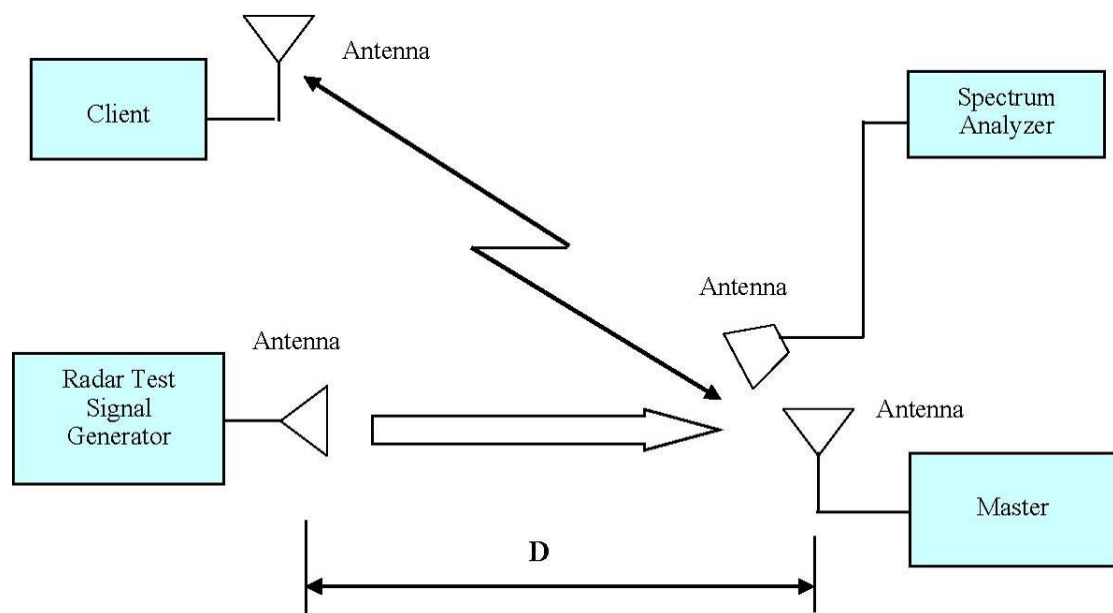 Antenna
Client
Spectrum
Analyzer
Antenna
Antenna
Radar Test
Signal
Generator
Antenna
Master
D